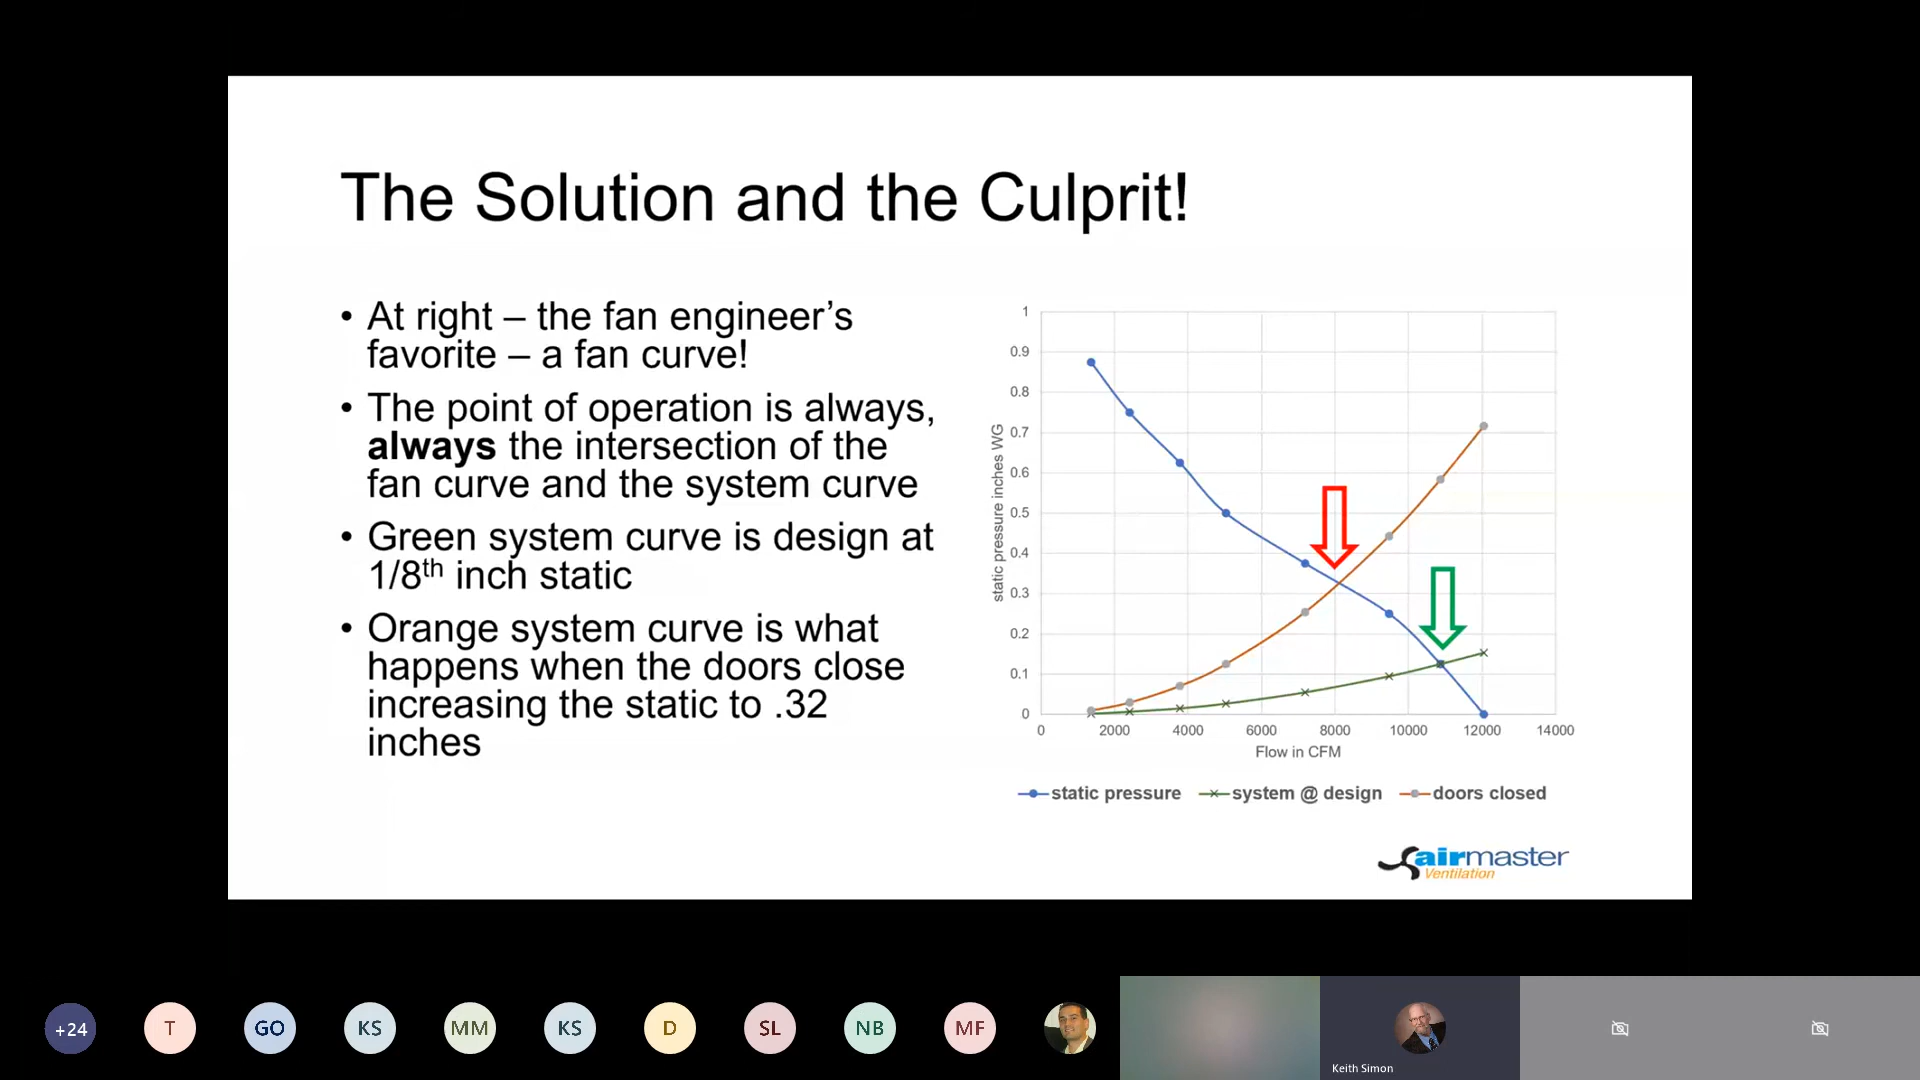 The Solution and the Culprit!
• At right – the fan engineer’s
favorite – a fan curve!
• The point of operation is always,
always the intersection of the
fan curve and the system curve
• Green system curve is design at
1/8th inch static
• Orange system curve is what
happens when the doors close
increasing the static to .32
inches
static pressure inches WG
1
0.9
0.8
0.7
0.6
0.5
0.4
0.3
0.2
0.1
0
0 2000 4000 6000 8000 10000 12000 14000
Flow in CFM
static pressure system @ design doors closed
airmaster
Ventilation
+24 T GO KS MM KS D SL NB MF
Keith Simon